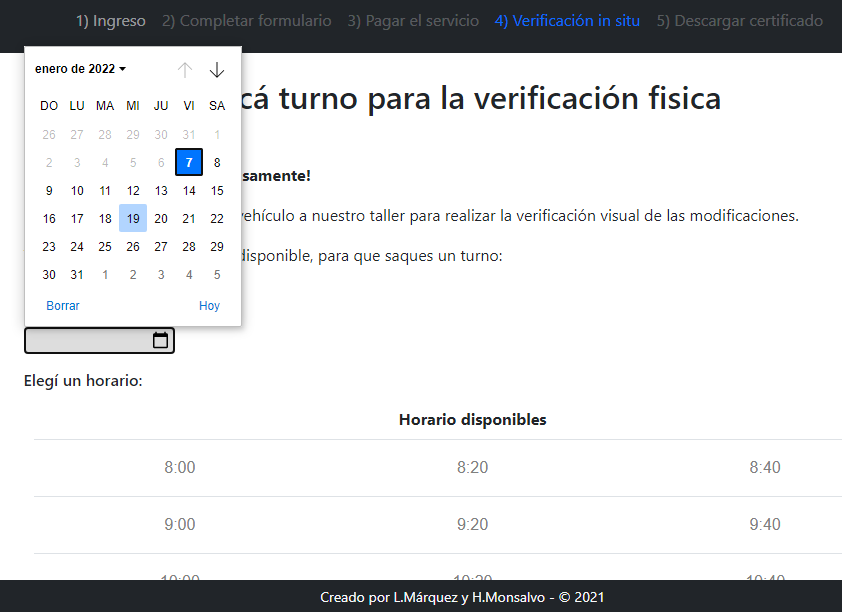 1) Ingreso 2) Completar formulario 3) Pagar el servicio 4) Verificación in situ 5) Descargar certificado
enero de 2022
cá turno para la verificación fisica
DO LU MA MI JU VI SA
26 27 28 29 30 31 1
2 3 4 5 6 7 8
samente!
9 10 11 12 13 14 15
16 17 18 19 20 21 22
vehículo a nuestro taller para realizar la verificación visual de las modificaciones.
23 24 25 26 27 28 29
disponible, para que saques un turno:
30 31 1 2 3 4 5
Borrar Hoy
Elegí un horario:
Horario disponibles
8:00 8:20 8:40
9:00 9:20 9:40
10:00 10:20 10:40
Creado por L.Márquez y H.Monsalvo - © 2021